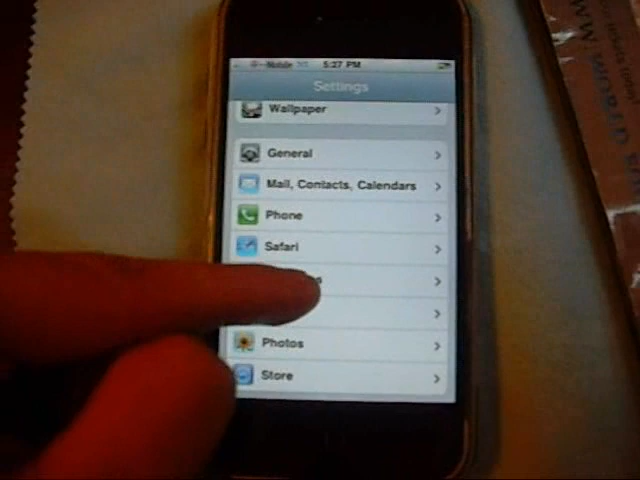 T-Mobile 5:27 PM
Settings
Wallpaper
General
Mail, Contacts, Calendars
Phone
Safari
Photos
Store